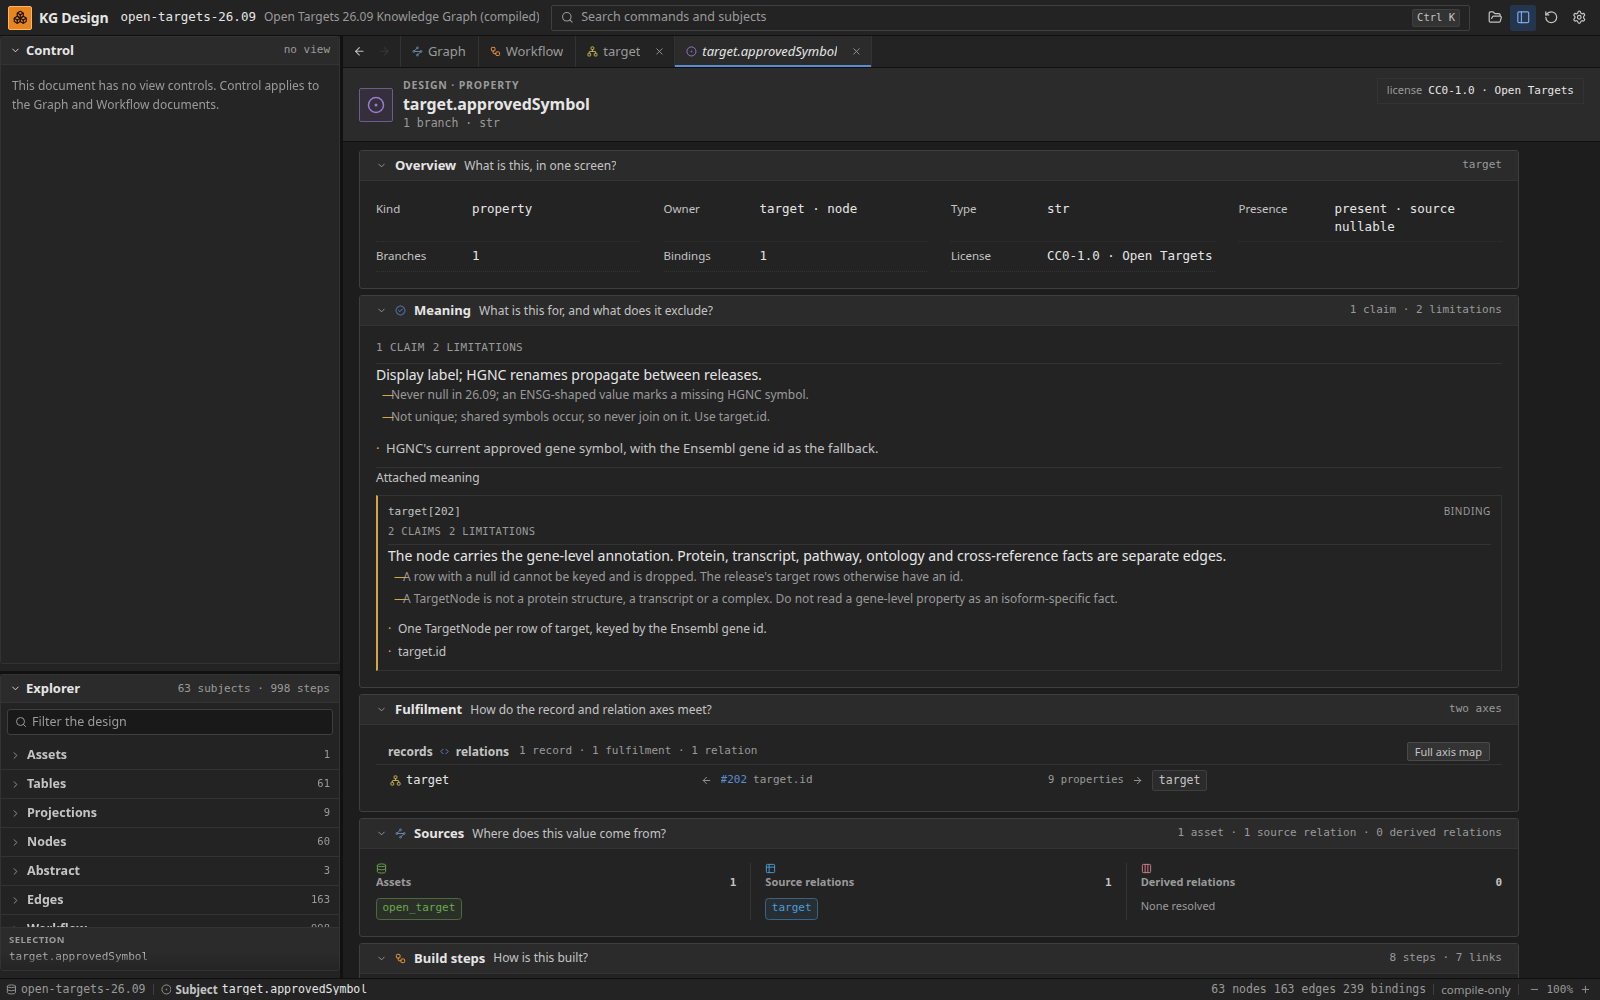 KG Design open-targets-26.09 Open Targets 26.09 Knowledge Graph (compiled) Search commands and subjects Ctrl K
Control no view
This document has no view controls. Control applies to
the Graph and Workflow documents.
Graph Workflow target target.approvedSymbol
DESIGN · PROPERTY
target.approvedSymbol
1 branch · str
license CC0-1.0 · Open Targets
Overview What is this, in one screen? target
Kind property Owner target · node Type str Presence present · source
nullable
Branches 1 Bindings 1 License CC0-1.0 · Open Targets
Meaning What is this for, and what does it exclude? 1 claim · 2 limitations
1 CLAIM 2 LIMITATIONS
Display label; HGNC renames propagate between releases.
—Never null in 26.09; an ENSG-shaped value marks a missing HGNC symbol.
—Not unique; shared symbols occur, so never join on it. Use target.id.
· HGNC's current approved gene symbol, with the Ensembl gene id as the fallback.
Attached meaning
target[202] BINDING
2 CLAIMS 2 LIMITATIONS
The node carries the gene-level annotation. Protein, transcript, pathway, ontology and cross-reference facts are separate edges.
—A row with a null id cannot be keyed and is dropped. The release's target rows otherwise have an id.
—A TargetNode is not a protein structure, a transcript or a complex. Do not read a gene-level property as an isoform-specific fact.
· One TargetNode per row of target, keyed by the Ensembl gene id.
· target.id
Fulfilment How do the record and relation axes meet? two axes
records <> relations 1 record · 1 fulfilment · 1 relation Full axis map
target ← #202 target.id 9 properties → target
Sources Where does this value come from? 1 asset · 1 source relation · 0 derived relations
Assets 1 Source relations 1 Derived relations 0
open_target target None resolved
Build steps How is this built? 8 steps · 7 links
Explorer 63 subjects · 998 steps
Filter the design
Assets 1
Tables 61
Projections 9
Nodes 60
Abstract 3
Edges 163
Workflow 998
SELECTION
target.approvedSymbol
open-targets-26.09 Subject target.approvedSymbol 63 nodes 163 edges 239 bindings compile-only − 100% +